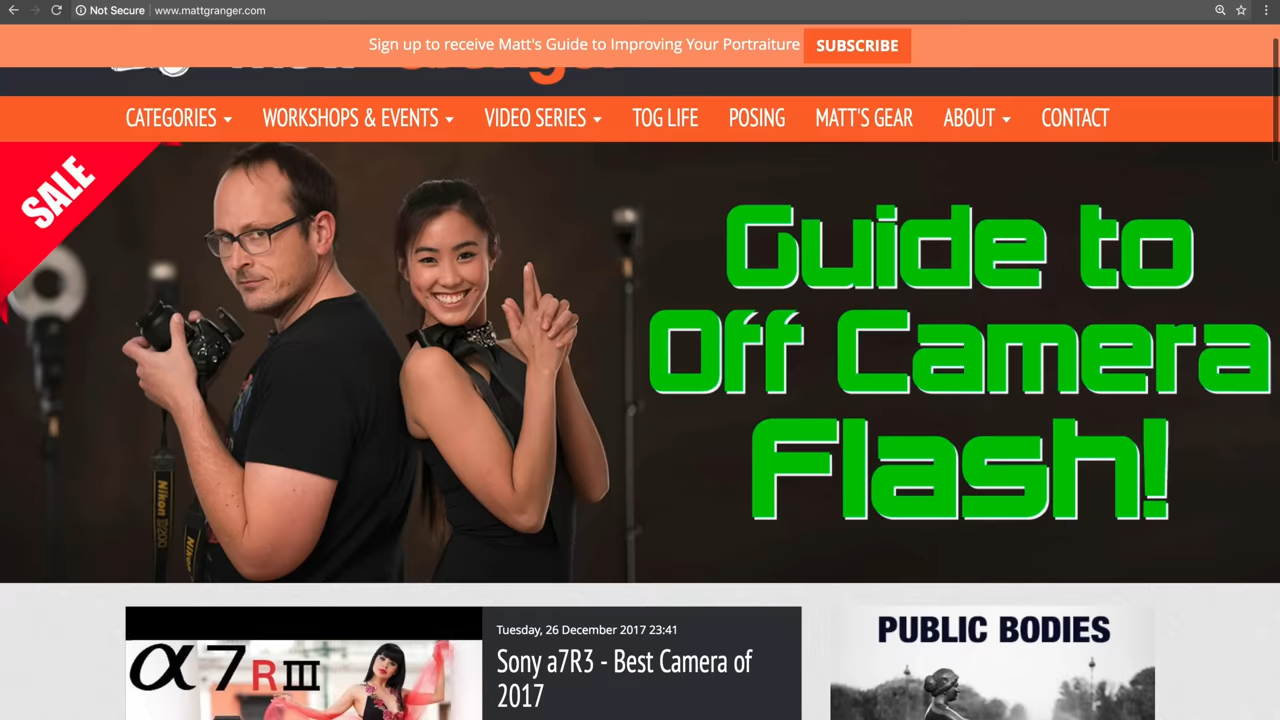 Not Secure www.mattgranger.com
Sign up to receive Matt's Guide to Improving Your Portraiture SUBSCRIBE
CATEGORIES WORKSHOPS & EVENTS VIDEO SERIES TOG LIFE POSING MATT'S GEAR ABOUT CONTACT
SALE
Guide to
Off Camera
Flash!
Nikon D200
Nikon
Tuesday, 26 December 2017 23:41
Sony a7R3 - Best Camera of
2017
α7RIII
PUBLIC BODIES